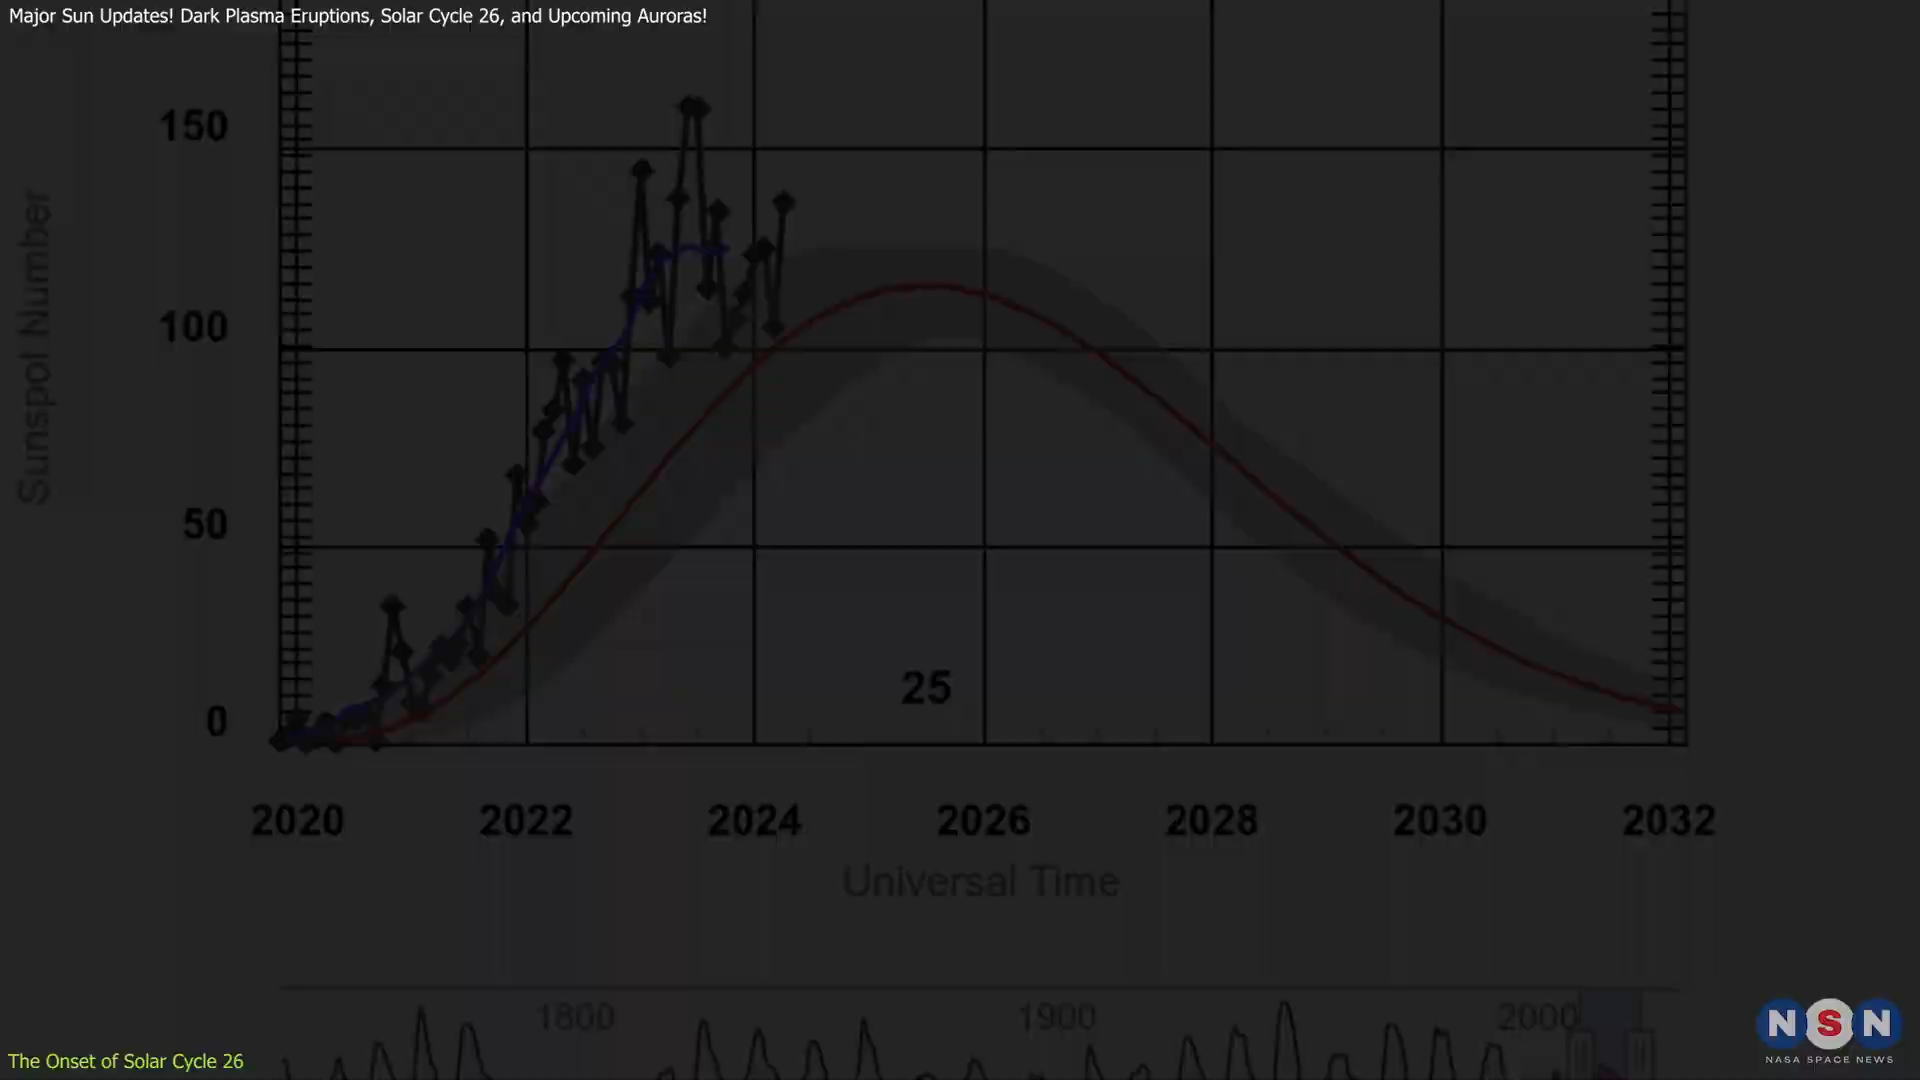 Major Sun Updates! Dark Plasma Eruptions, Solar Cycle 26, and Upcoming Auroras!
150
100
50
0
Sunspot Number
25
2020 2022 2024 2026 2028 2030 2032
Universal Time
1800 1900 2000
The Onset of Solar Cycle 26
NSN
NASA SPACE NEWS